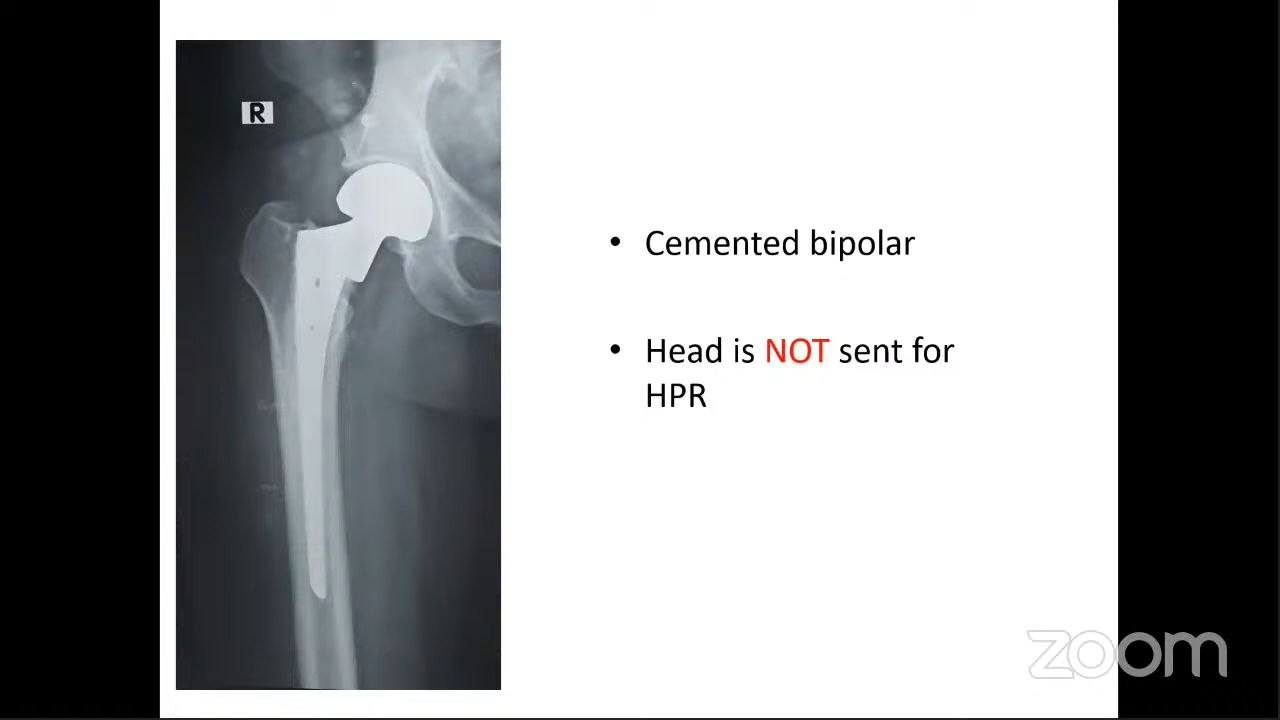 R
• Cemented bipolar
• Head is NOT sent for
HPR
zoom